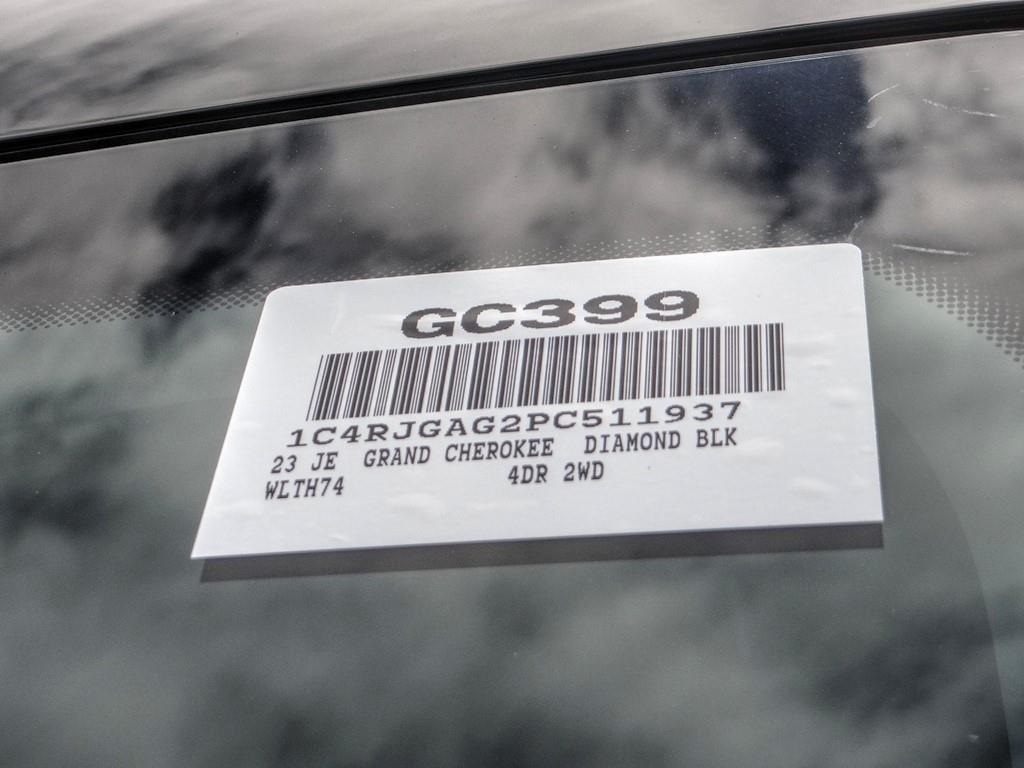 GC399
1C4RJGAG2PC511937
23 JE GRAND CHEROKEE DIAMOND BLK
WLTH74 4DR 2WD